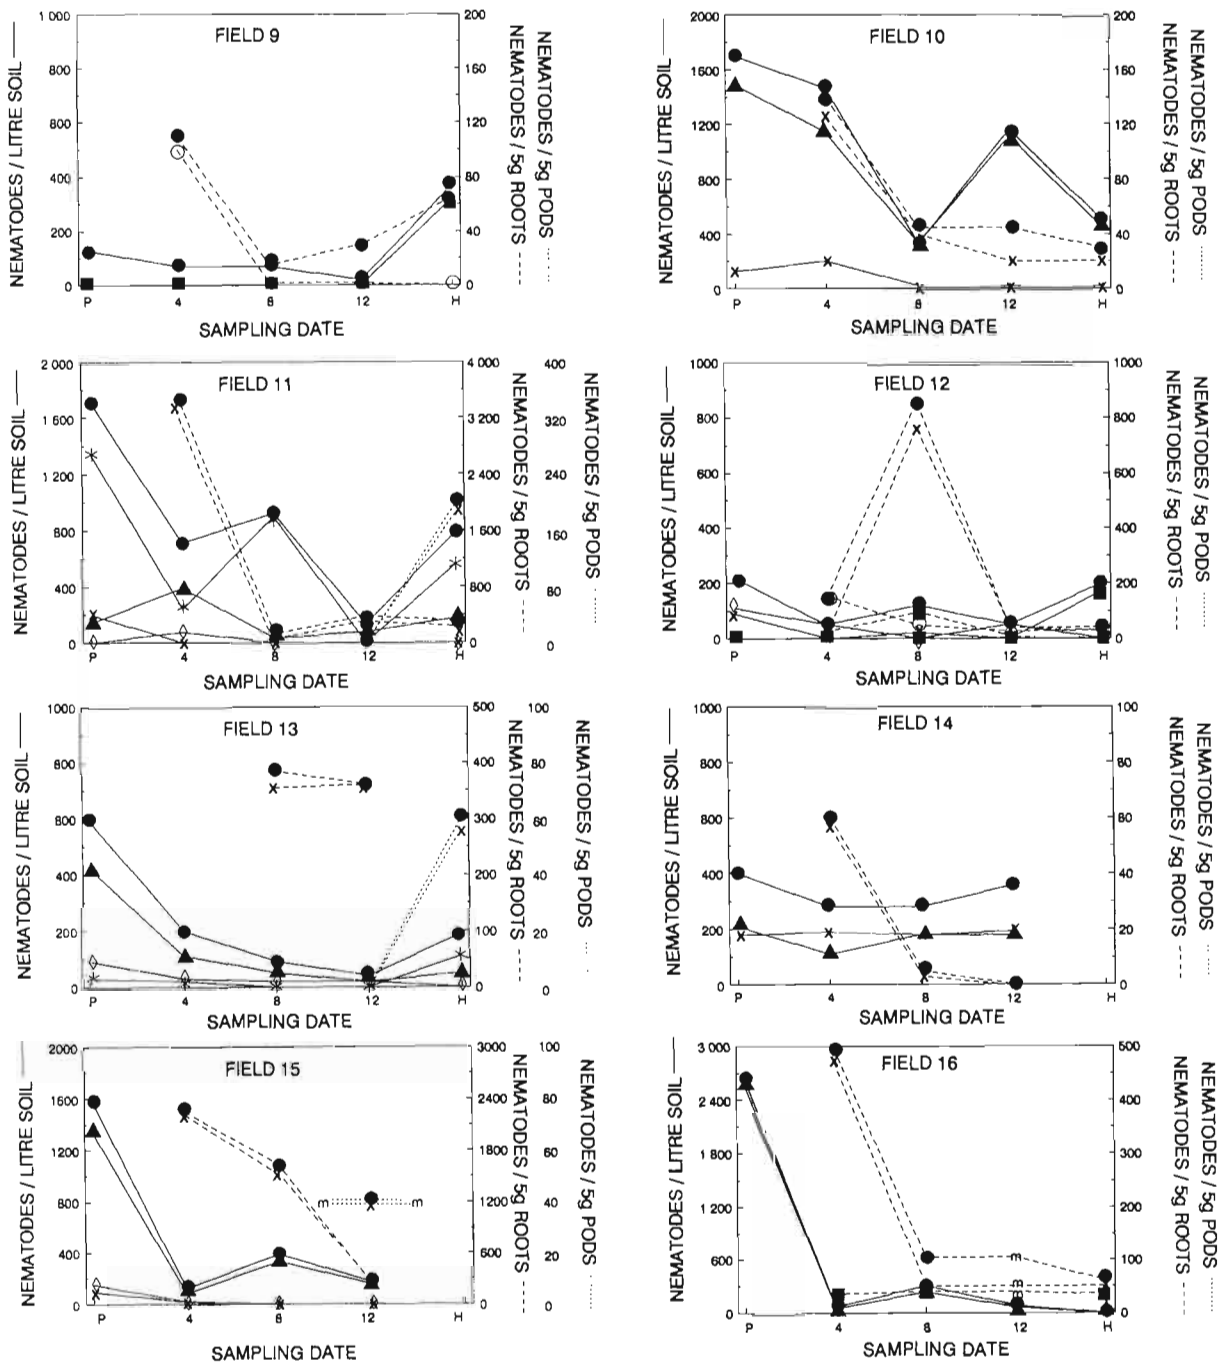 FIELD 9
NEMATODES / LITRE SOIL
1 000
800
600
400
200
0
200
160
120
80
40
0
NEMATODES / 5g ROOTS
NEMATODES / 5g PODS
P 4 8 12 H
SAMPLING DATE
FIELD 10
NEMATODES / LITRE SOIL
2000
1600
1200
800
400
0
200
160
120
80
40
0
NEMATODES / 5g ROOTS
NEMATODES / 5g PODS
P 4 8 12 H
SAMPLING DATE
FIELD 11
NEMATODES / LITRE SOIL
2 000
1 600
1 200
800
400
0
4 000
3 200
2 400
1 600
800
0
NEMATODES / 5g ROOTS
400
320
240
160
80
0
NEMATODES / 5g PODS
P 4 8 12 H
SAMPLING DATE
FIELD 12
NEMATODES / LITRE SOIL
1000
800
600
400
200
0
1000
800
600
400
200
0
NEMATODES / 5g ROOTS
NEMATODES / 5g PODS
P 4 8 12 H
SAMPLING DATE
FIELD 13
NEMATODES / LITRE SOIL
1000
800
600
400
200
0
500
400
300
200
100
0
NEMATODES / 5g ROOTS
100
80
60
40
20
0
NEMATODES / 5g PODS
P 4 8 12 H
SAMPLING DATE
FIELD 14
NEMATODES / LITRE SOIL
1000
800
600
400
200
0
100
80
60
40
20
0
NEMATODES / 5g ROOTS
NEMATODES / 5g PODS
P 4 8 12 H
SAMPLING DATE
FIELD 15
NEMATODES / LITRE SOIL
2000
1600
1200
800
400
0
3000
2400
1800
1200
600
0
NEMATODES / 5g ROOTS
100
80
60
40
20
0
NEMATODES / 5g PODS
m m
P 4 8 12 H
SAMPLING DATE
FIELD 16
NEMATODES / LITRE SOIL
3 000
2 400
1 800
1 200
600
0
500
400
300
200
100
0
NEMATODES / 5g ROOTS
NEMATODES / 5g PODS
m
m
m
P 4 8 12 H
SAMPLING DATE